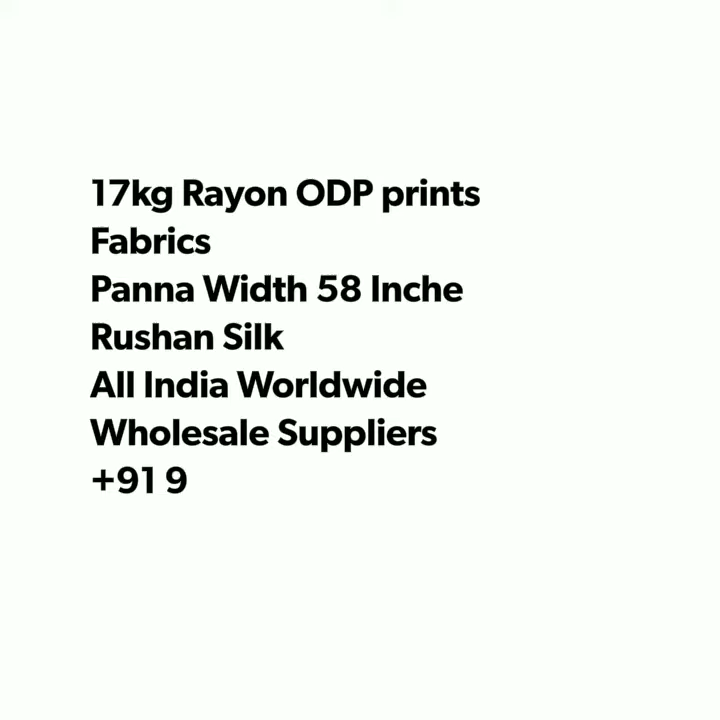 17kg Rayon ODP prints
Fabrics
Panna Width 58 Inche
Rushan Silk
All India Worldwide
Wholesale Suppliers
+91 9